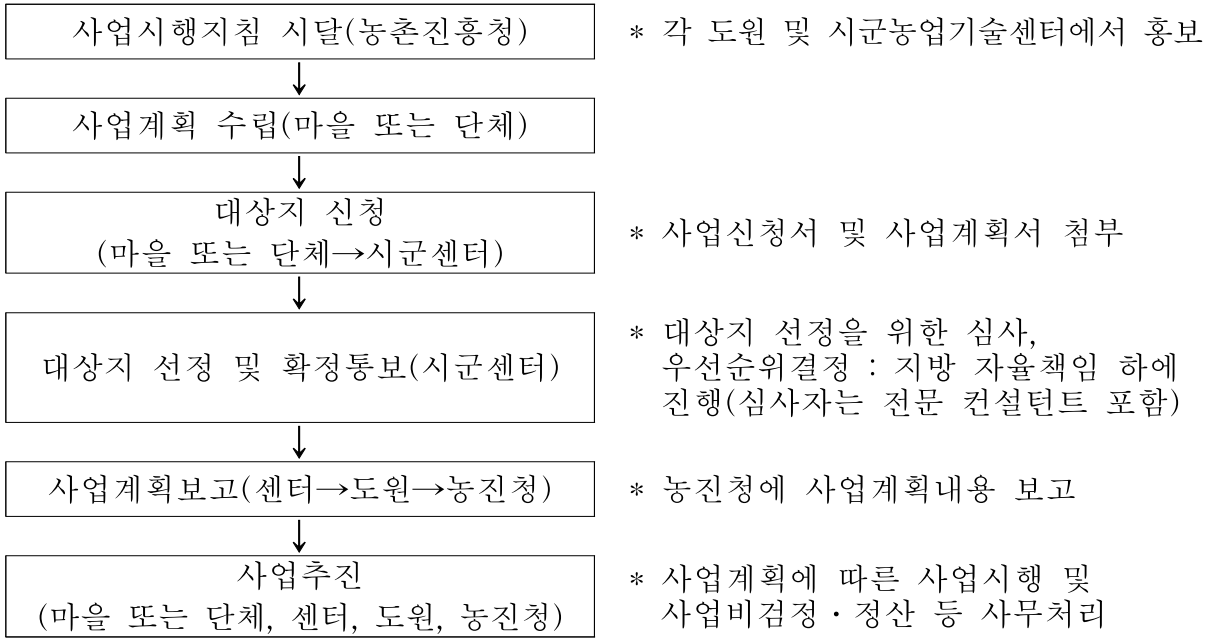 사업시행지침 시달(농촌진흥청)
* 각 도원 및 시군농업기술센터에서 홍보
사업계획 수립(마을 또는 단체)
대상지 신청
(마을 또는 단체→시군센터)
* 사업신청서 및 사업계획서 첨부
대상지 선정 및 확정통보(시군센터)
* 대상지 선정을 위한 심사,
우선순위결정 : 지방 자율책임 하에
진행(심사자는 전문 컨설턴트 포함)
사업계획보고(센터→도원→농진청)
* 농진청에 사업계획내용 보고
사업추진
(마을 또는 단체, 센터, 도원, 농진청)
* 사업계획에 따른 사업시행 및
사업비검정・정산 등 사무처리